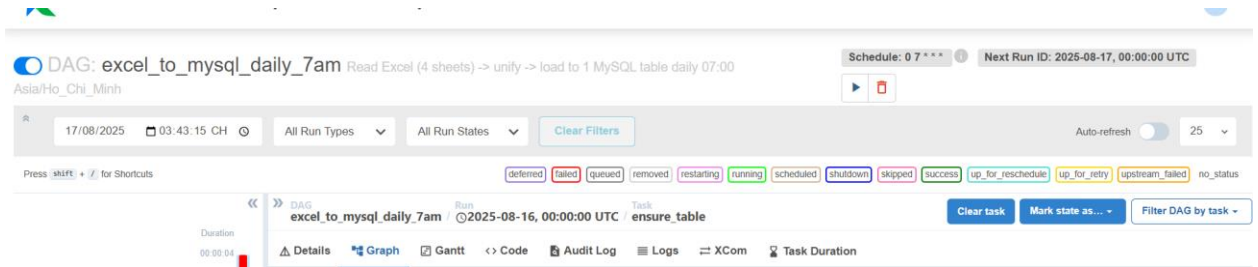 DAG: excel_to_mysql_daily_7am Read Excel (4 sheets) -> unify -> load to 1 MySQL table daily 07:00
Asia/Ho_Chi_Minh
Schedule: 0 7 * * *
Next Run ID: 2025-08-17, 00:00:00 UTC
17/08/2025 03:43:15 CH All Run Types All Run States Clear Filters Auto-refresh 25
Press shift + / for Shortcuts
deferred failed queued removed restarting running scheduled shutdown skipped success up_for_reschedule up_for_retry upstream_failed no_status
DAG Run Task
excel_to_mysql_daily_7am / 2025-08-16, 00:00:00 UTC / ensure_table
Clear task Mark state as... Filter DAG by task
Duration
00:00:04
Details Graph Gantt <> Code Audit Log Logs XCom Task Duration